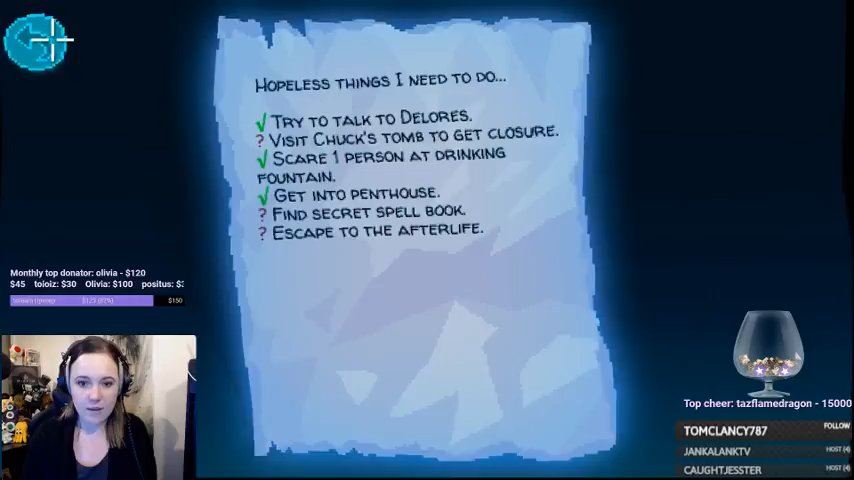 HOPELESS THINGS I NEED TO DO...
√ TRY TO TALK TO DELORES.
? VISIT CHUCK'S TOMB TO GET CLOSURE.
√ SCARE 1 PERSON AT DRINKING
FOUNTAIN.
√ GET INTO PENTHOUSE.
? FIND SECRET SPELL BOOK.
? ESCAPE TO THE AFTERLIFE.
Monthly top donator: olivia - $120
$45 toioiz: $30 Olivia: $100 positus:
$150
Top cheer: tazflamedragon - 15000
TOMCLANCY787 FOLLOW
JANKALANKTV HOST (4)
CAUGHTJESSTER HOST (4)